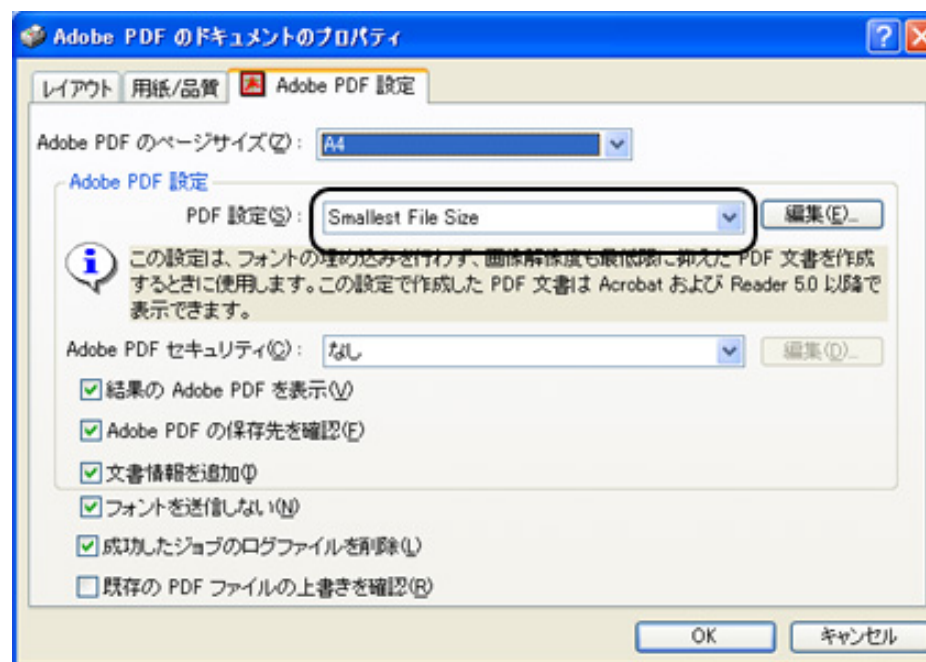 Adobe PDF のドキュメントのプロパティ
レイアウト 用紙/品質 Adobe PDF 設定
Adobe PDF のページサイズ(Z): A4
Adobe PDF 設定
PDF 設定(S): Smallest File Size 編集(E)...
この設定は、フォントの埋め込みを行わず、画像解像度も最低限に抑えた PDF 文書を作成
するときに使用します。この設定で作成した PDF 文書は Acrobat および Reader 5.0 以降で
表示できます。
Adobe PDF セキュリティ(C): なし 編集(D)...
結果の Adobe PDF を表示(V)
Adobe PDF の保存先を確認(F)
文書情報を追加(I)
フォントを送信しない(N)
成功したジョブのログファイルを削除(L)
既存の PDF ファイルの上書きを確認(R)
OK キャンセル